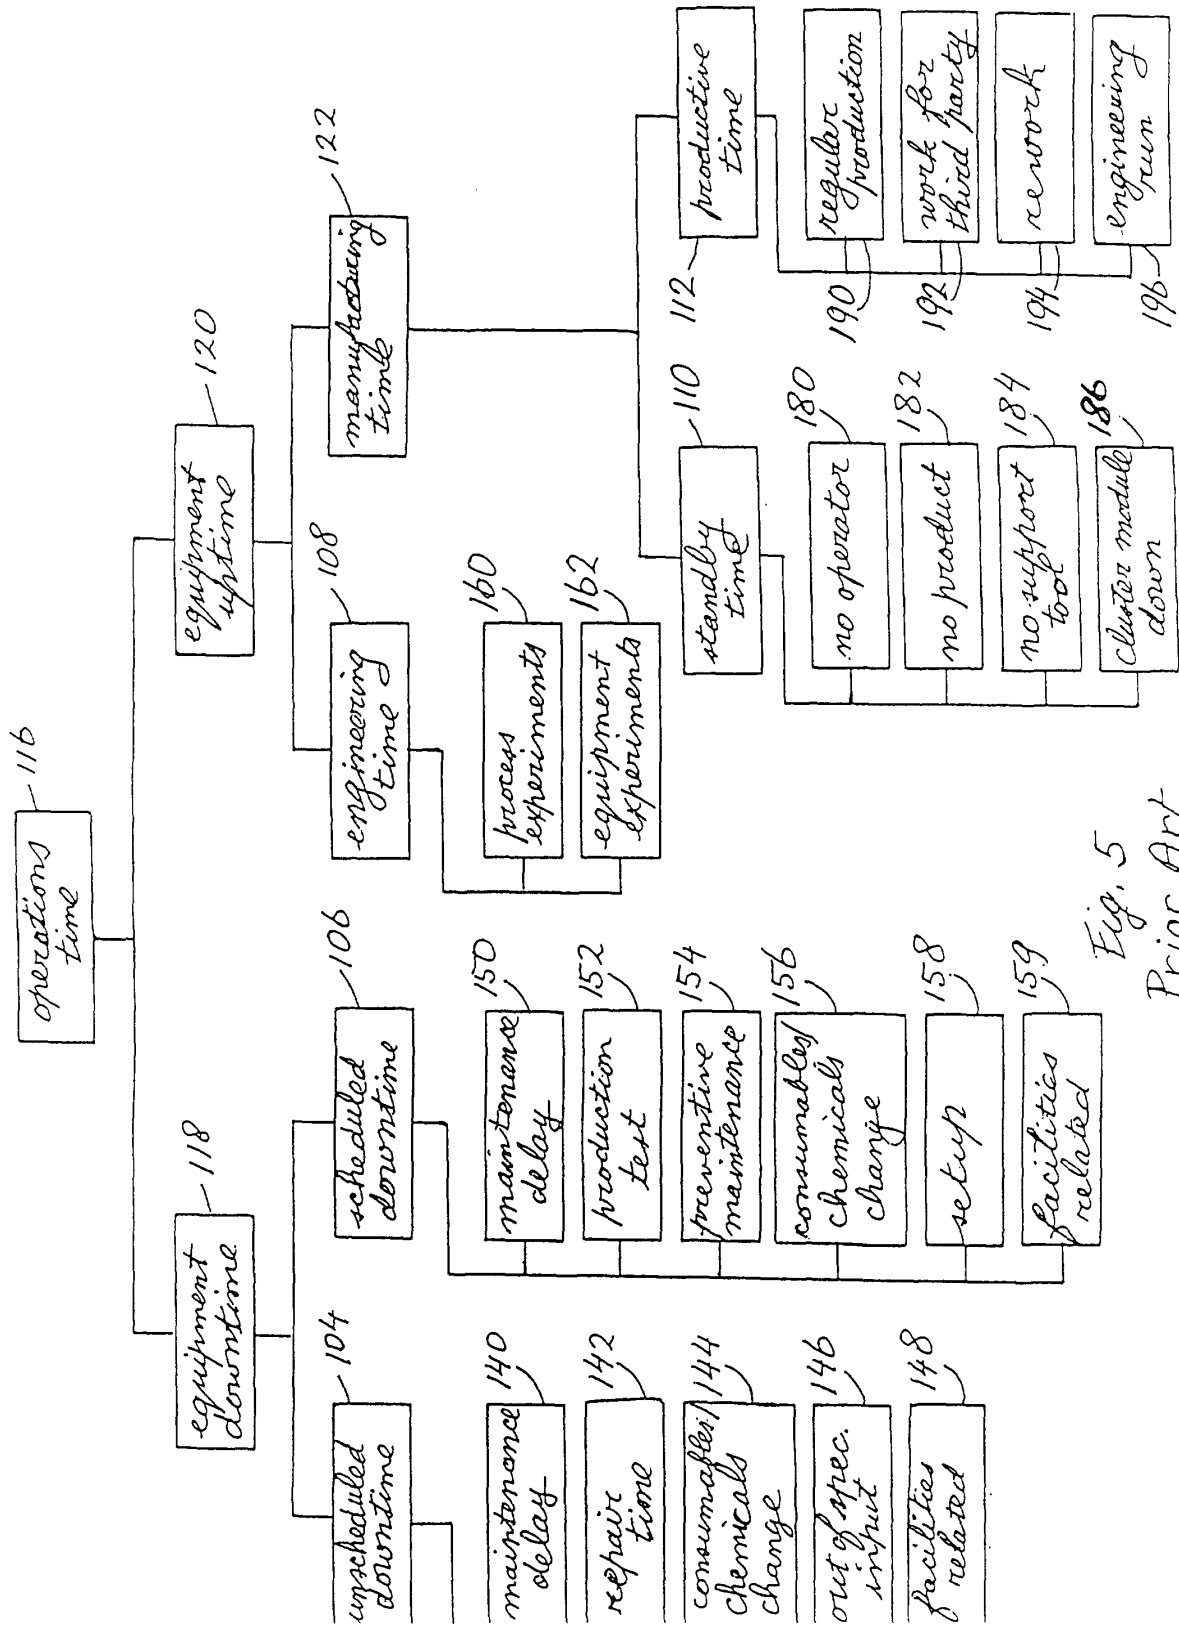 operations
time
116
equipment
downtime
118
equipment
uptime
120
unscheduled
downtime
104
scheduled
downtime
106
engineering
time
108
manufacturing
time
122
maintenance
delay
140
repair
time
142
consumables/
chemicals
change
144
out of spec.
input
146
facilities
related
148
maintenance
delay
150
production
test
152
preventive
maintenance
154
consumables/
chemicals
change
156
setup
158
facilities
related
159
process
experiments
160
equipment
experiments
162
standby
time
110
productive
time
112
no operator
180
no product
182
no support
tool
184
cluster module
down
186
regular
production
190
work for
third party
192
rework
194
engineering
run
196
Fig. 5
Prior Art